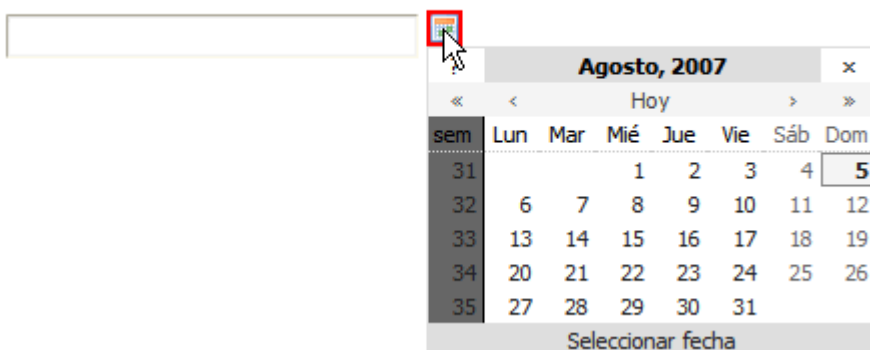 Agosto, 2007 ×
« ‹ Hoy › »
sem Lun Mar Mié Jue Vie Sáb Dom
31 1 2 3 4 5
32 6 7 8 9 10 11 12
33 13 14 15 16 17 18 19
34 20 21 22 23 24 25 26
35 27 28 29 30 31
Seleccionar fecha